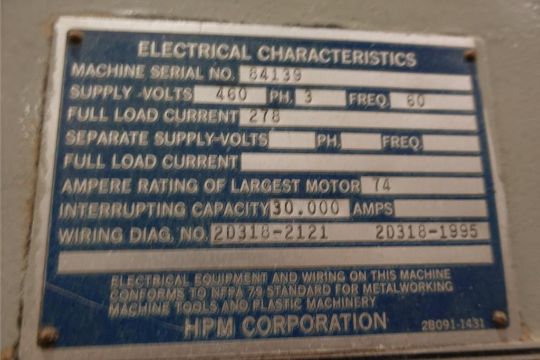 ELECTRICAL CHARACTERISTICS
MACHINE SERIAL NO. 84139
SUPPLY-VOLTS 460 PH. 3 FREQ. 60
FULL LOAD CURRENT 278
SEPARATE SUPPLY-VOLTS PH. FREQ.
FULL LOAD CURRENT
AMPERE RATING OF LARGEST MOTOR 74
INTERRUPTING CAPACITY 30,000 AMPS
WIRING DIAG. NO. 2D318-2121 2D318-1995
ELECTRICAL EQUIPMENT AND WIRING ON THIS MACHINE
CONFORMS TO NFPA 79 STANDARD FOR METALWORKING
MACHINE TOOLS AND PLASTIC MACHINERY
HPM CORPORATION 2B091-1431